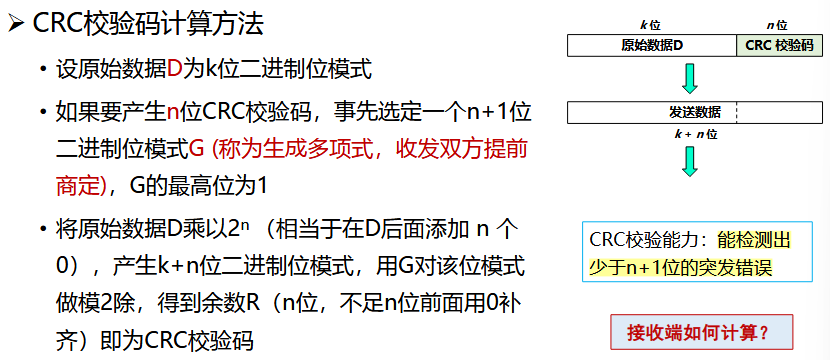 ➢ CRC校验码计算方法
• 设原始数据D为k位二进制位模式
• 如果要产生n位CRC校验码，事先选定一个n+1位
二进制位模式G (称为生成多项式，收发双方提前
商定)，G的最高位为1
• 将原始数据D乘以2ⁿ （相当于在D后面添加 n 个
0），产生k+n位二进制位模式，用G对该位模式
做模2除，得到余数R（n位，不足n位前面用0补
齐）即为CRC校验码
k 位 n 位
原始数据D CRC 校验码
发送数据
k + n 位
CRC校验能力：能检测出
少于n+1位的突发错误
接收端如何计算？